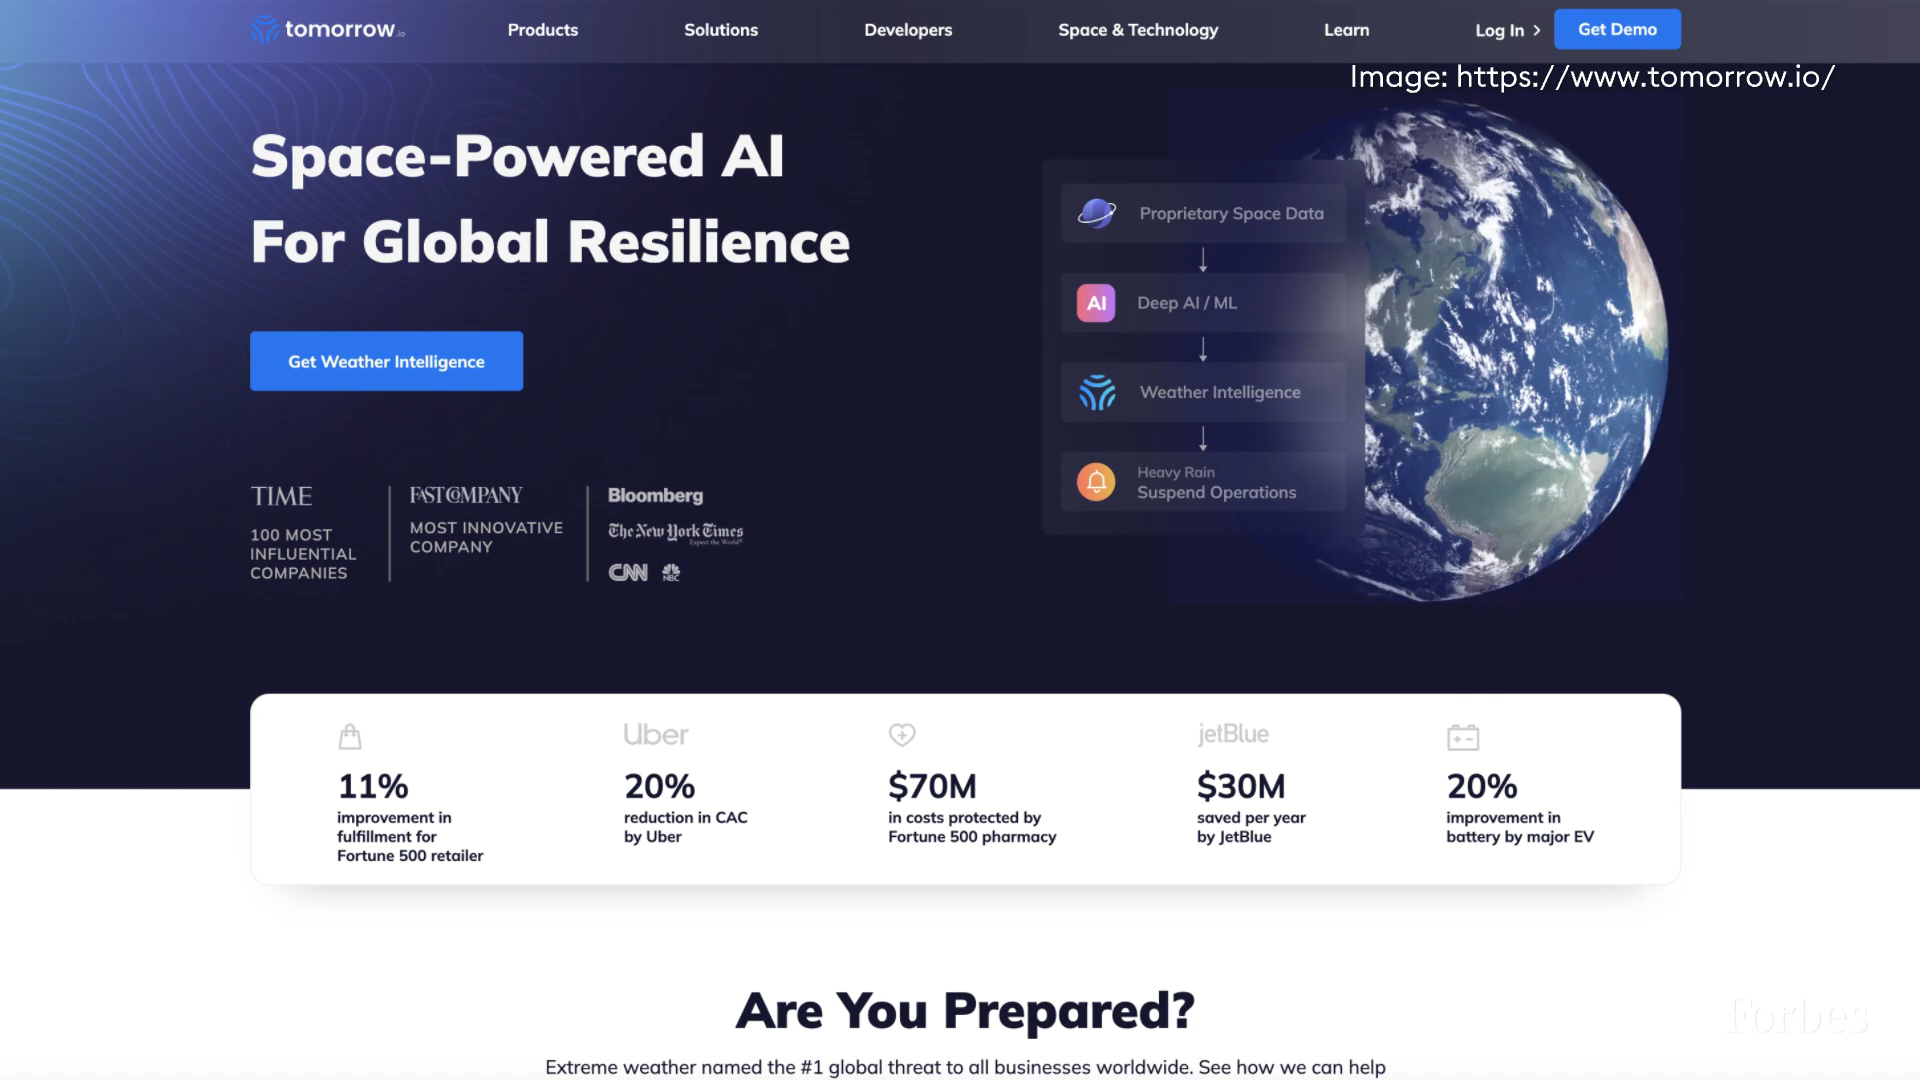 tomorrow.io
Products
Solutions
Developers
Space & Technology
Learn
Log In
Get Demo
Image: https://www.tomorrow.io/
Space-Powered AI
For Global Resilience
Get Weather Intelligence
Proprietary Space Data
AI
Deep AI / ML
Weather Intelligence
Heavy Rain
Suspend Operations
TIME
100 MOST
INFLUENTIAL
COMPANIES
FAST COMPANY
MOST INNOVATIVE
COMPANY
Bloomberg
The New York Times
Expect the World
CNN
NBC
11%
improvement in
fulfillment for
Fortune 500 retailer
Uber
20%
reduction in CAC
by Uber
$70M
in costs protected by
Fortune 500 pharmacy
jetBlue
$30M
saved per year
by JetBlue
20%
improvement in
battery by major EV
Are You Prepared?
Extreme weather named the #1 global threat to all businesses worldwide. See how we can help
Forbes